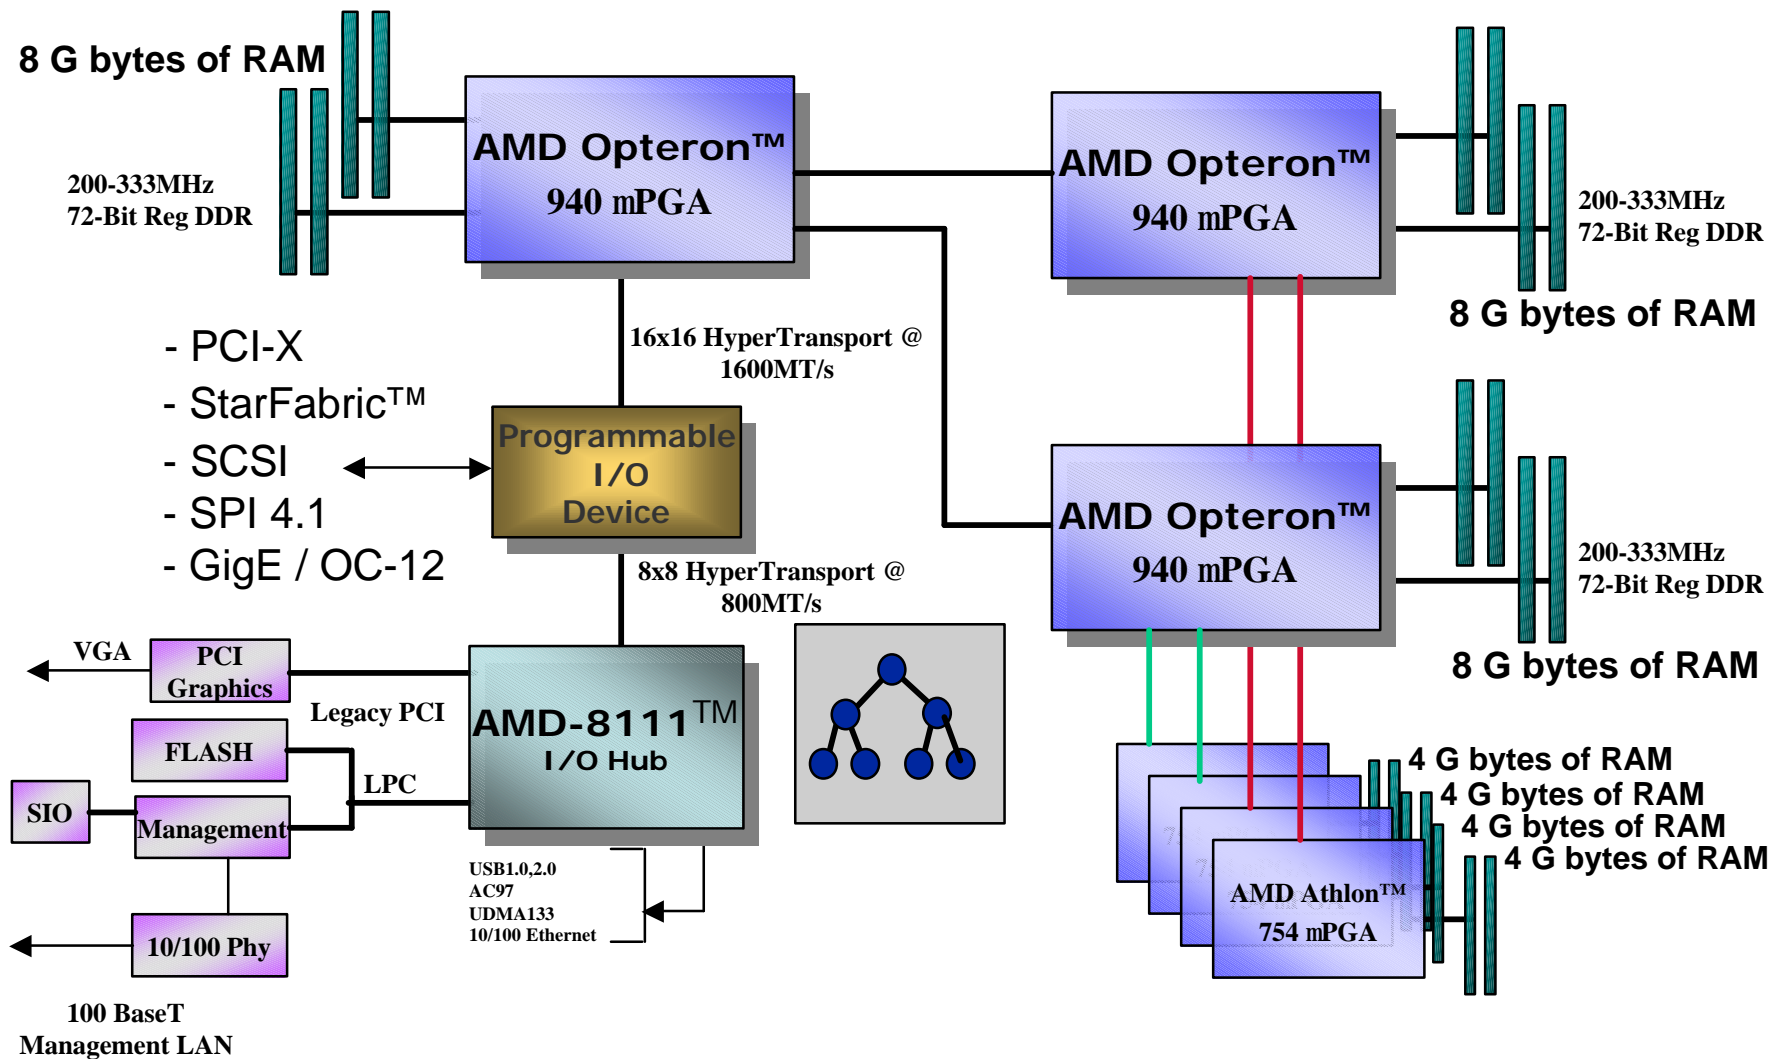 8 G bytes of RAM
200-333MHz
72-Bit Reg DDR
AMD Opteron™
940 mPGA
AMD Opteron™
940 mPGA
200-333MHz
72-Bit Reg DDR
8 G bytes of RAM
- PCI-X
- StarFabric™
- SCSI
- SPI 4.1
- GigE / OC-12
16x16 HyperTransport @
1600MT/s
Programmable
I/O
Device
8x8 HyperTransport @
800MT/s
AMD Opteron™
940 mPGA
200-333MHz
72-Bit Reg DDR
8 G bytes of RAM
VGA
PCI
Graphics
Legacy PCI
AMD-8111™
I/O Hub
FLASH
LPC
SIO
Management
USB1.0,2.0
AC97
UDMA133
10/100 Ethernet
10/100 Phy
100 BaseT
Management LAN
4 G bytes of RAM
4 G bytes of RAM
4 G bytes of RAM
4 G bytes of RAM
AMD Athlon™
754 mPGA